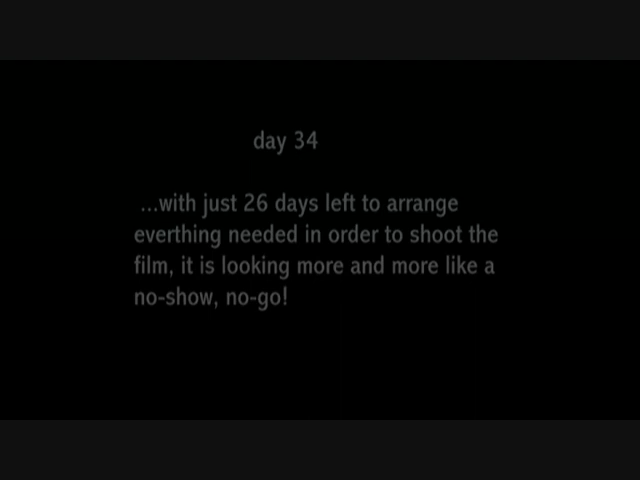 day 34
...with just 26 days left to arrange
everthing needed in order to shoot the
film, it is looking more and more like a
no-show, no-go!